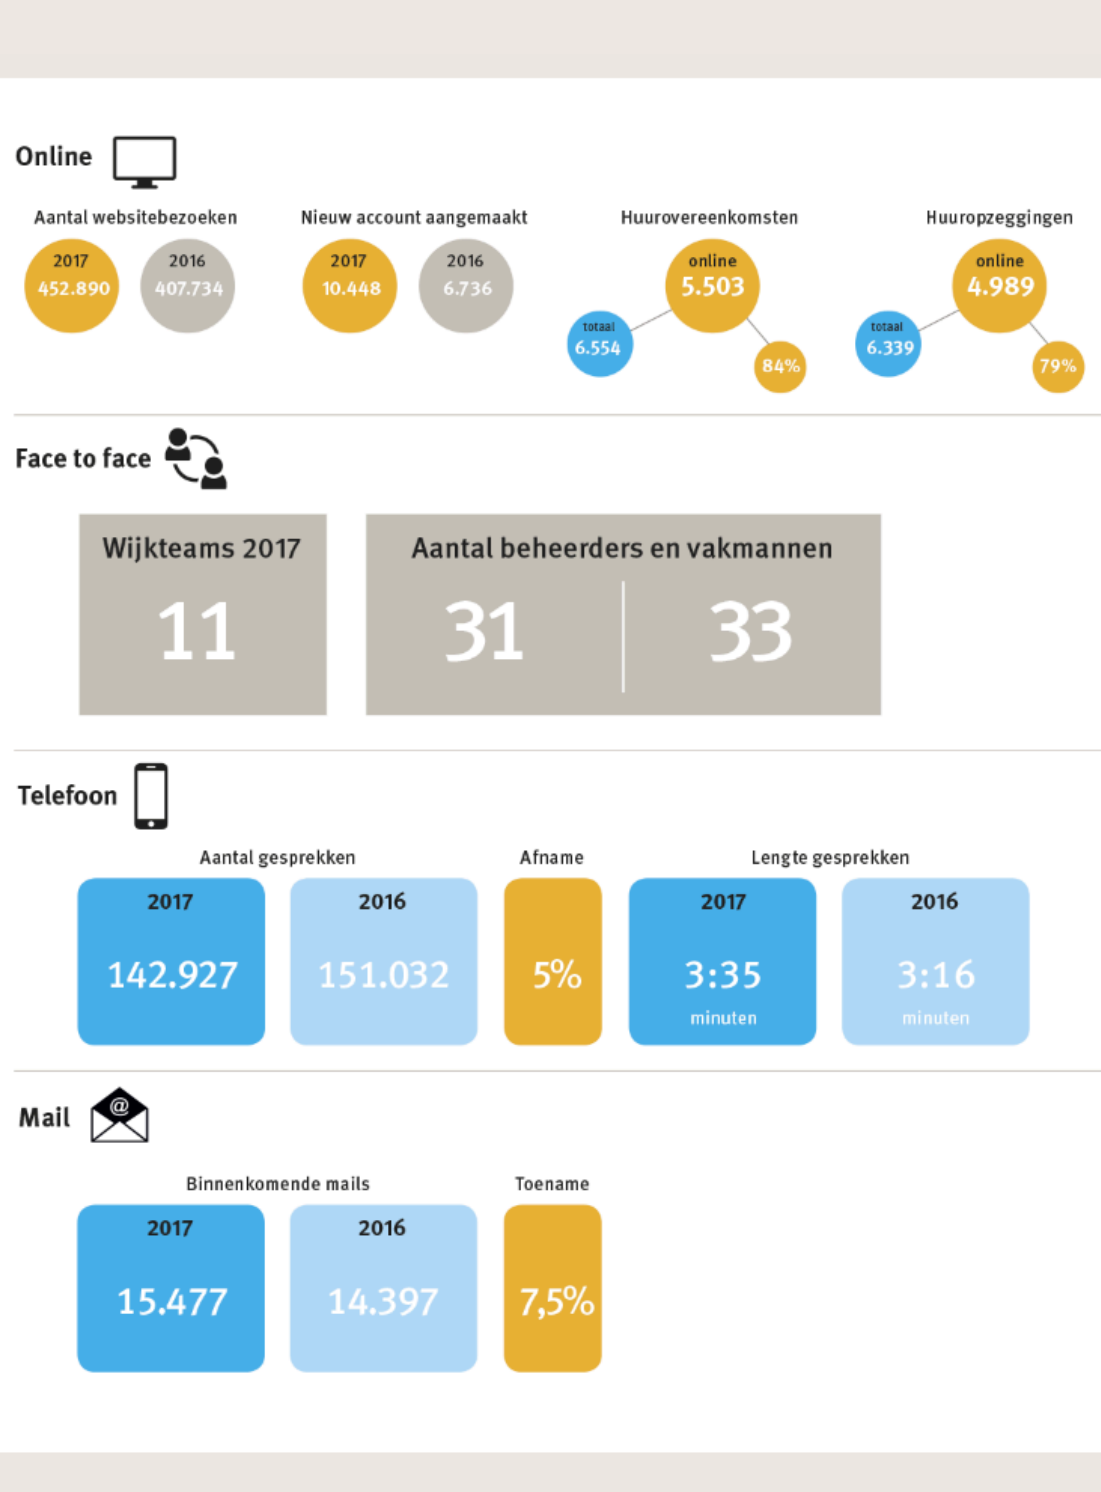 Online
Aantal websitebezoeken
2017
452.890
2016
407.734
Nieuw account aangemaakt
2017
10.448
2016
6.736
Huurovereenkomsten
online
5.503
totaal
6.554
84%
Huuropzeggingen
online
4.989
totaal
6.339
79%
Face to face
Wijkteams 2017
11
Aantal beheerders en vakmannen
31
33
Telefoon
Aantal gesprekken
2017
142.927
2016
151.032
Afname
5%
Lengte gesprekken
2017
3:35
minuten
2016
3:16
minuten
Mail
@
Binnenkomende mails
2017
15.477
2016
14.397
Toename
7,5%